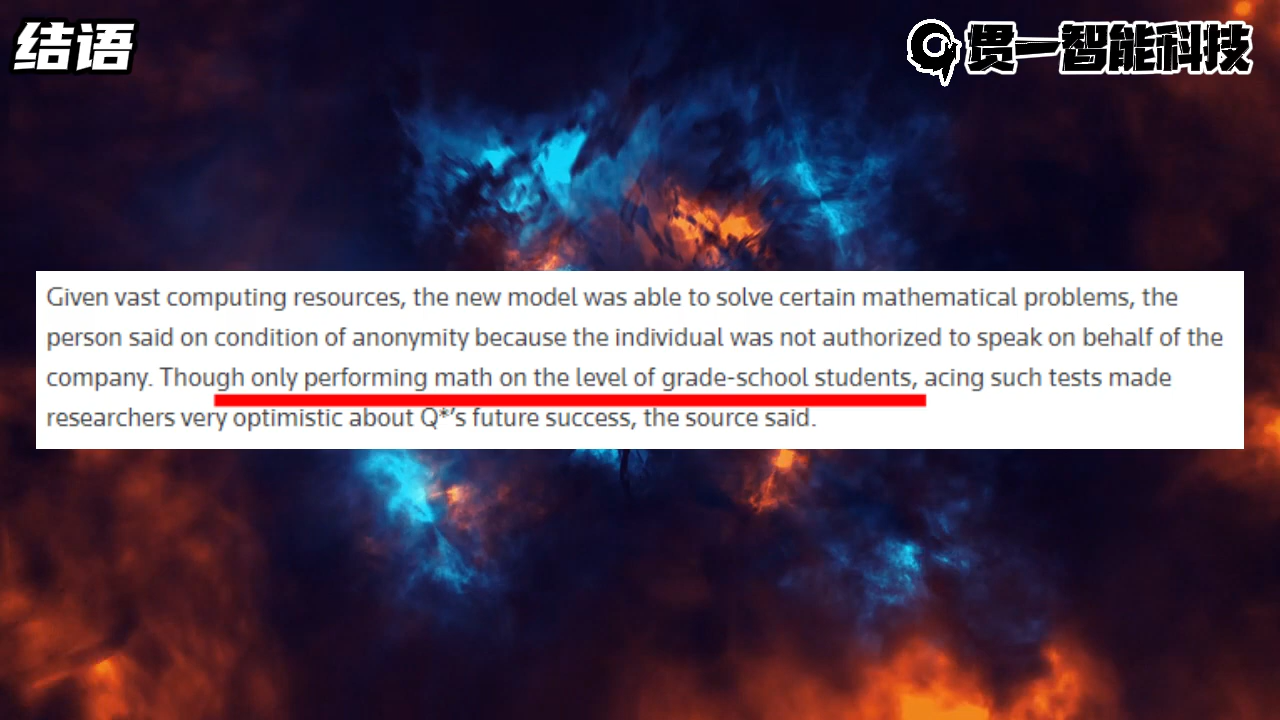 结语
贯一智能科技
Given vast computing resources, the new model was able to solve certain mathematical problems, the
person said on condition of anonymity because the individual was not authorized to speak on behalf of the
company. Though only performing math on the level of grade-school students, acing such tests made
researchers very optimistic about Q*’s future success, the source said.